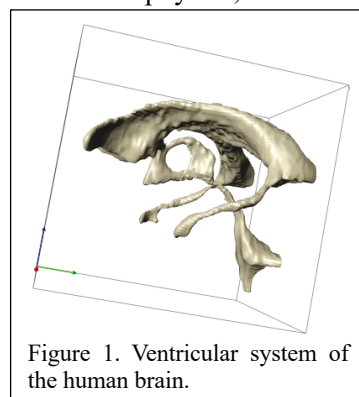 Figure 1. Ventricular system of
the human brain.